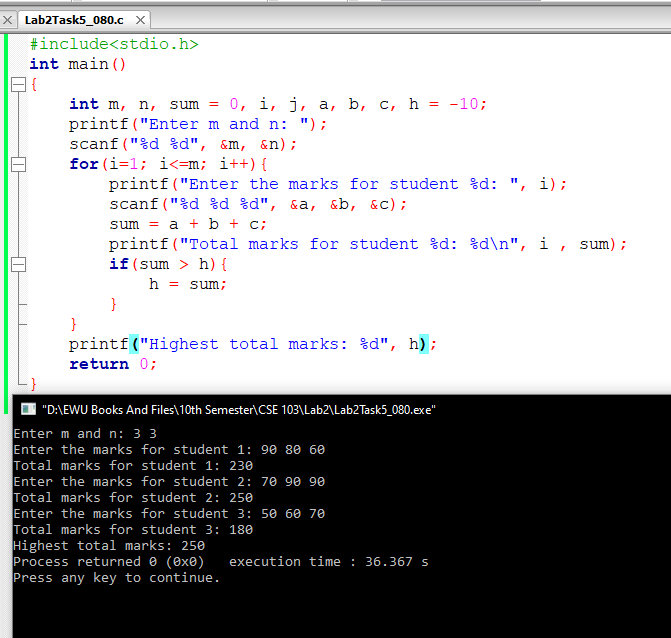 Lab2Task5_080.c
#include<stdio.h>
int main()
{
    int m, n, sum = 0, i, j, a, b, c, h = -10;
    printf("Enter m and n: ");
    scanf("%d %d", &m, &n);
    for(i=1; i<=m; i++){
        printf("Enter the marks for student %d: ", i);
        scanf("%d %d %d", &a, &b, &c);
        sum = a + b + c;
        printf("Total marks for student %d: %d\n", i , sum);
        if(sum > h){
            h = sum;
        }
    }
    printf("Highest total marks: %d", h);
    return 0;
}
"D:\EWU Books And Files\10th Semester\CSE 103\Lab2\Lab2Task5_080.exe"
Enter m and n: 3 3
Enter the marks for student 1: 90 80 60
Total marks for student 1: 230
Enter the marks for student 2: 70 90 90
Total marks for student 2: 250
Enter the marks for student 3: 50 60 70
Total marks for student 3: 180
Highest total marks: 250
Process returned 0 (0x0)   execution time : 36.367 s
Press any key to continue.